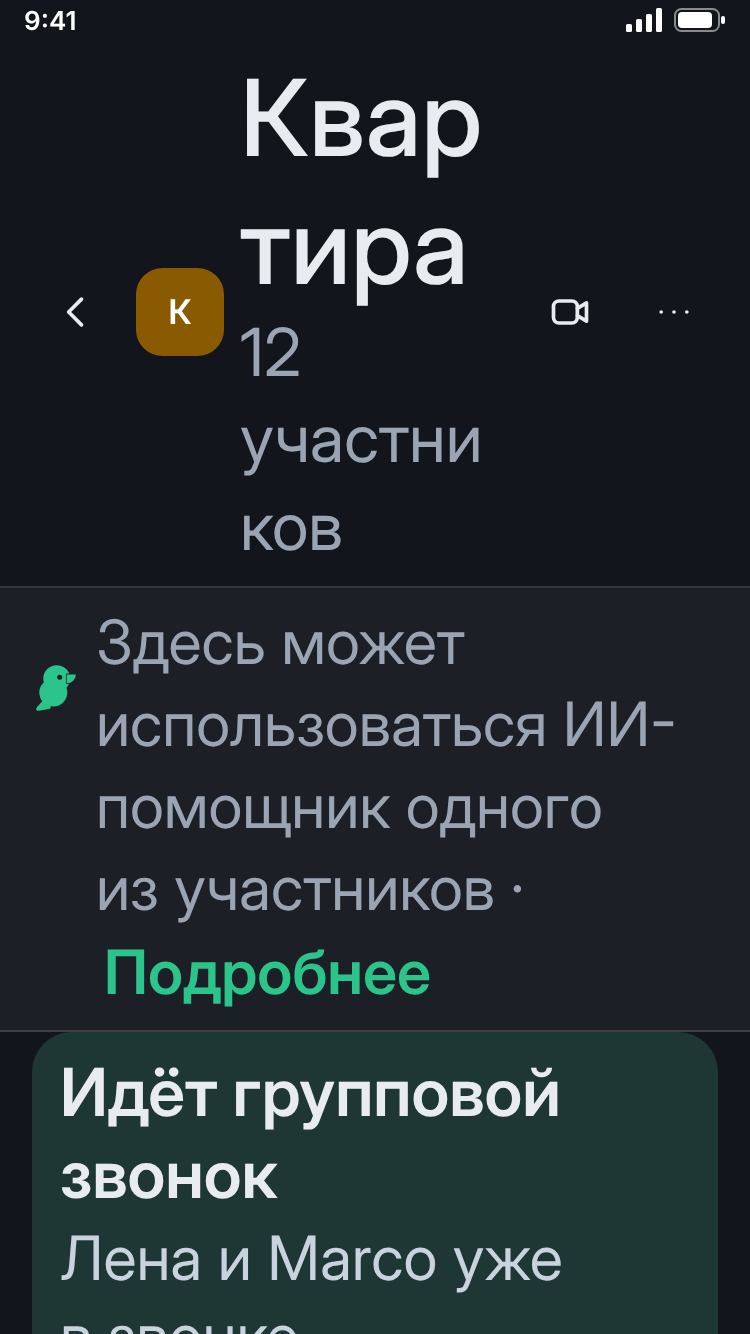 9:41
Квар
тира
К
12
участни
ков
Здесь может
использоваться ИИ-
помощник одного
из участников ·
Подробнее
Идёт групповой
звонок
Лена и Marco уже
в звонке